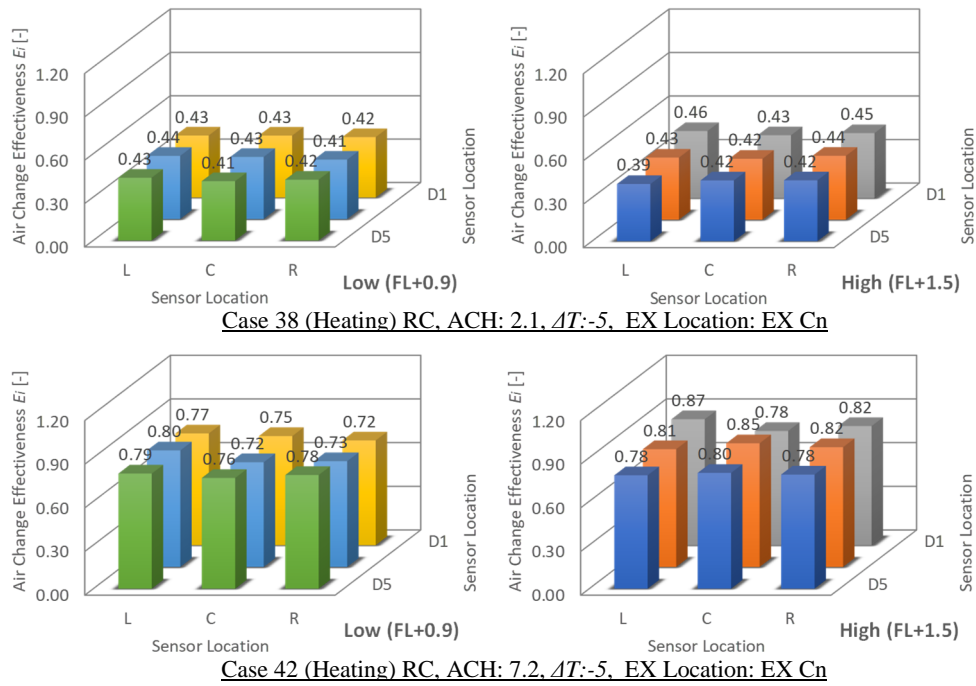 Air Change Effectiveness Ei [-]
1.20
0.90
0.60
0.30
0.00
0.43 0.43 0.42
0.44 0.43 0.41
0.43 0.41 0.42
L C R
Sensor Location
D5
D1
Sensor Location
Low (FL+0.9)
Air Change Effectiveness Ei [-]
1.20
0.90
0.60
0.30
0.00
0.46 0.43 0.45
0.43 0.42 0.44
0.39 0.42 0.42
L C R
Sensor Location
D5
D1
Sensor Location
High (FL+1.5)
Case 38 (Heating) RC, ACH: 2.1, ΔT:-5, EX Location: EX Cn
Air Change Effectiveness Ei [-]
1.20
0.90
0.60
0.30
0.00
0.77 0.75 0.72
0.80 0.72 0.73
0.79 0.76 0.78
L C R
Sensor Location
D5
D1
Sensor Location
Low (FL+0.9)
Air Change Effectiveness Ei [-]
1.20
0.90
0.60
0.30
0.00
0.87 0.78 0.82
0.81 0.85 0.82
0.78 0.80 0.78
L C R
Sensor Location
D5
D1
Sensor Location
High (FL+1.5)
Case 42 (Heating) RC, ACH: 7.2, ΔT:-5, EX Location: EX Cn